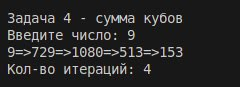 Задача 4 - сумма кубов
Введите число: 9
9=>729=>1080=>513=>153
Кол-во итераций: 4